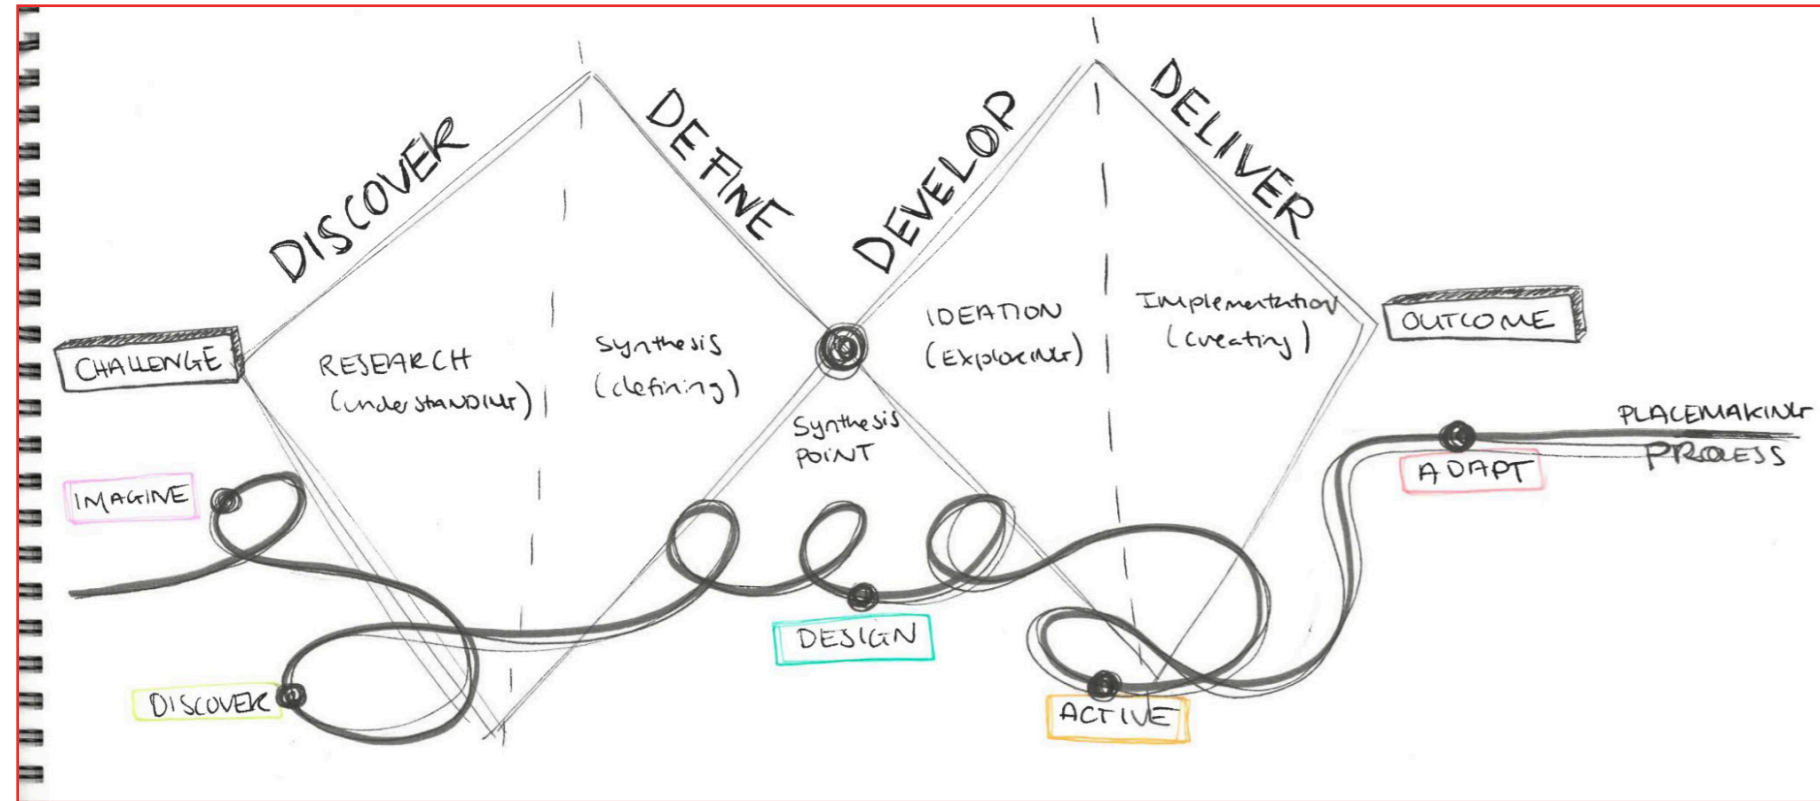 DISCOVER
DEFINE
DEVELOP
DELIVER
CHALLENGE
RESEARCH
(understANDING)
Synthesis
(defining)
IDEATION
(EXPLORING)
Implementation
(creating)
OUTCOME
Synthesis
POINT
IMAGINE
DISCOVER
DESIGN
ACTIVE
ADAPT
PLACEMAKING
PROCESS